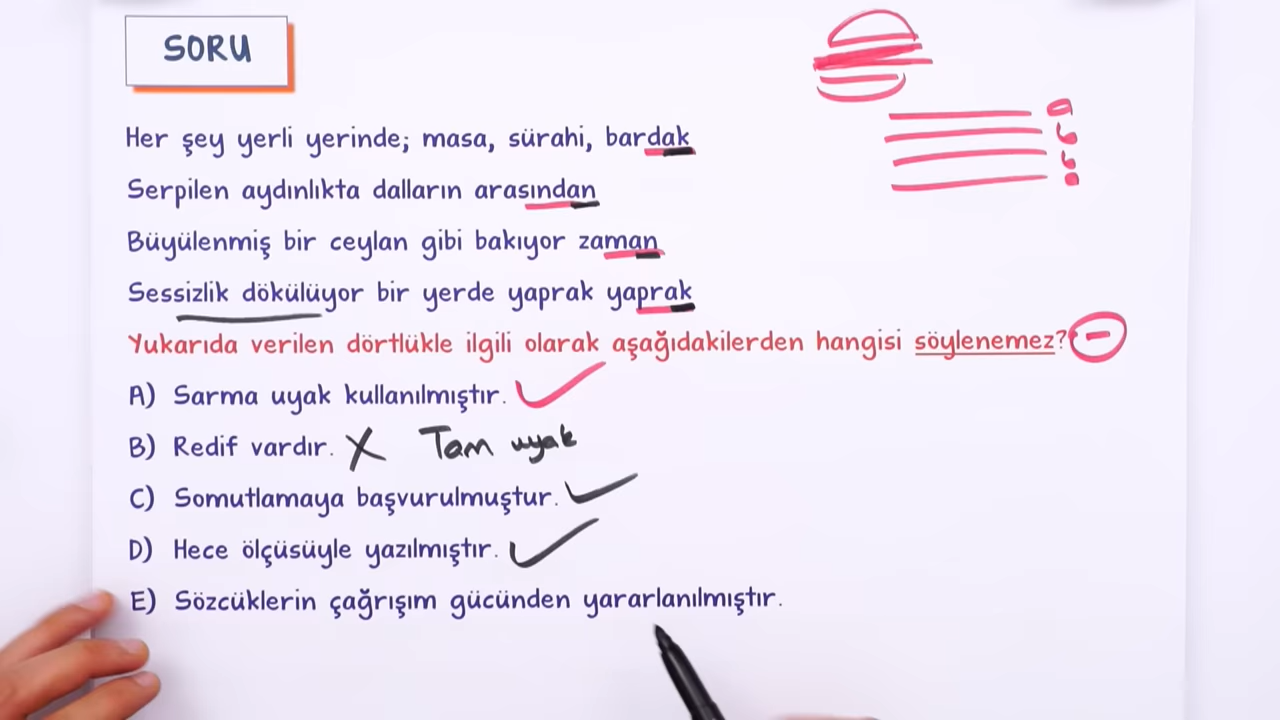 SORU
Her şey yerli yerinde; masa, sürahi, bardak
Serpilen aydınlıkta dalların arasından
Büyülenmiş bir ceylan gibi bakıyor zaman
Sessizlik dökülüyor bir yerde yaprak yaprak
Yukarıda verilen dörtlükle ilgili olarak aşağıdakilerden hangisi söylenemez? -
A) Sarma uyak kullanılmıştır. ✓
B) Redif vardır. X Tam uyak
C) Somutlamaya başvurulmuştur. ✓
D) Hece ölçüsüyle yazılmıştır. ✓
E) Sözcüklerin çağrışım gücünden yararlanılmıştır.